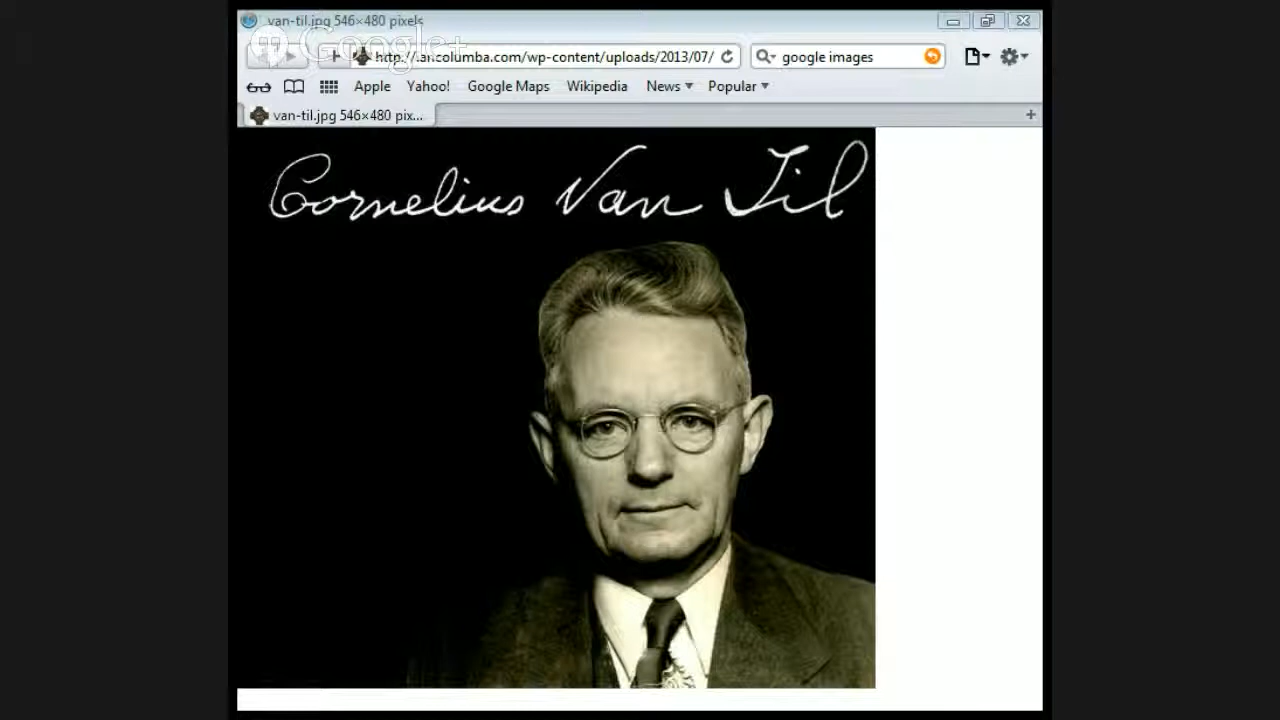 van-til.jpg 546×480 pixels
Google+
http://.ancolumba.com/wp-content/uploads/2013/07/
google images
Apple Yahoo! Google Maps Wikipedia News Popular
van-til.jpg 546×480 pix...
Cornelius Van Til